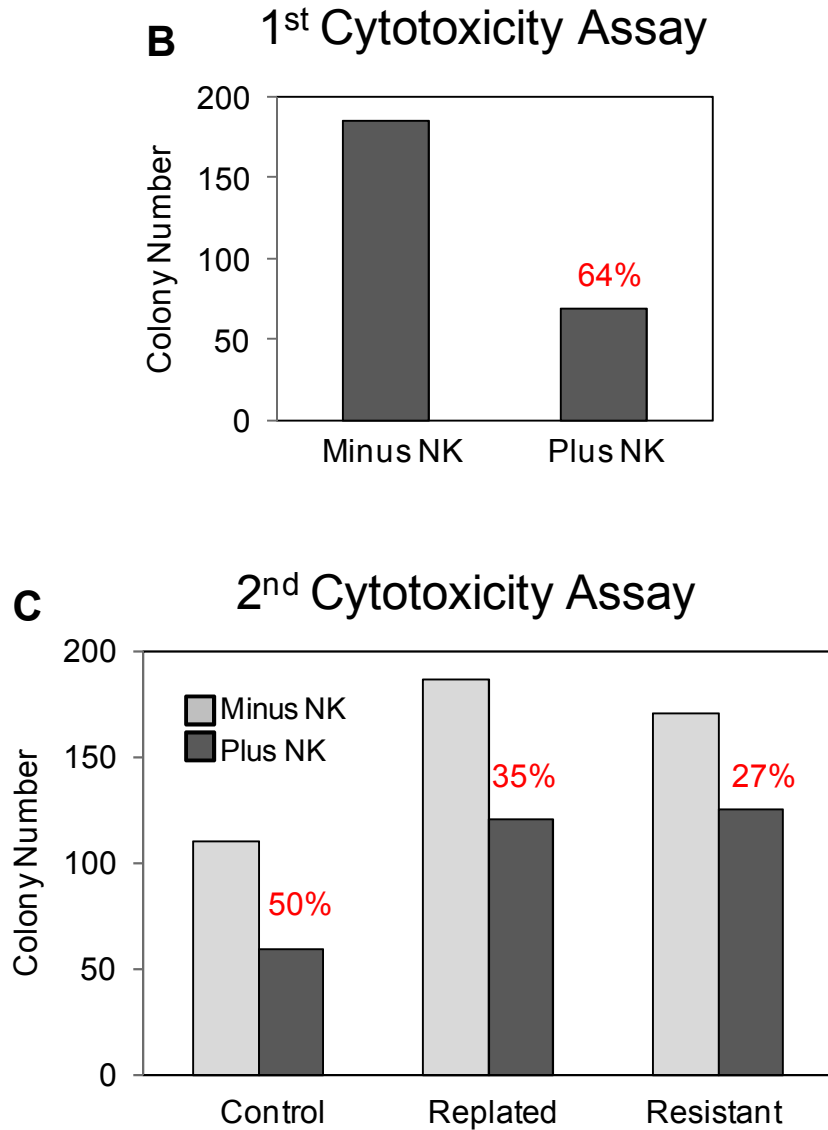 B
1st Cytotoxicity Assay
Colony Number
200
150
100
50
0
64%
Minus NK Plus NK
C
2nd Cytotoxicity Assay
Colony Number
200
150
100
50
0
Minus NK
Plus NK
50%
35%
27%
Control Replated Resistant